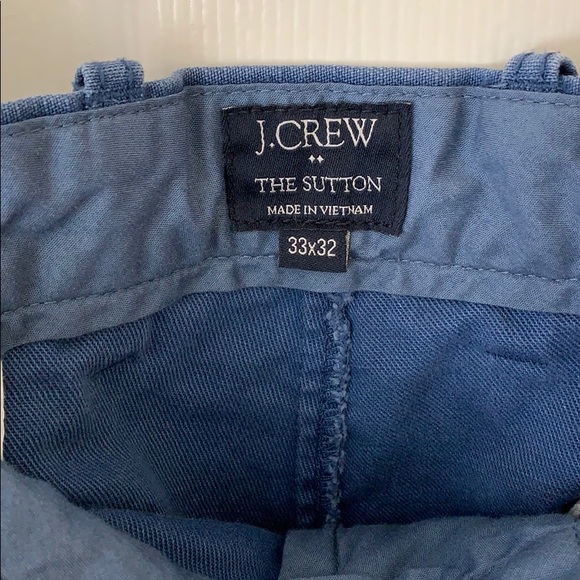 J.CREW
THE SUTTON
MADE IN VIETNAM
33x32